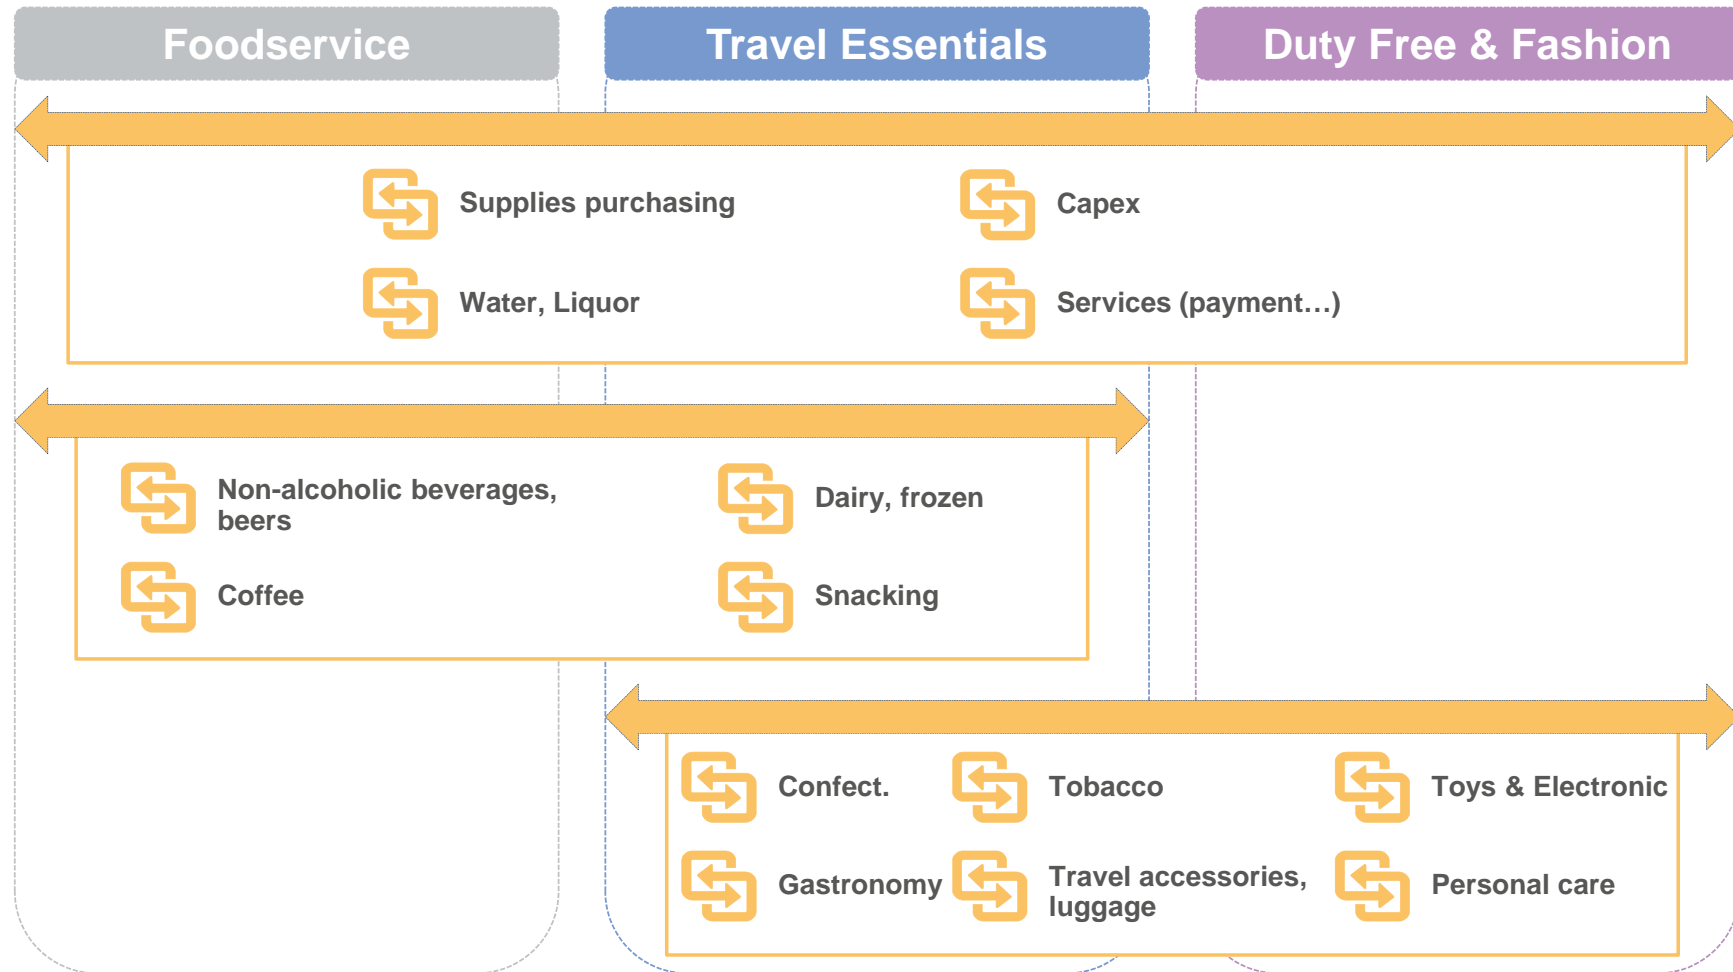 Foodservice
Travel Essentials
Duty Free & Fashion
Supplies purchasing
Capex
Water, Liquor
Services (payment…)
Non-alcoholic beverages,
beers
Dairy, frozen
Coffee
Snacking
Confect.
Tobacco
Toys & Electronic
Gastronomy
Travel accessories,
luggage
Personal care